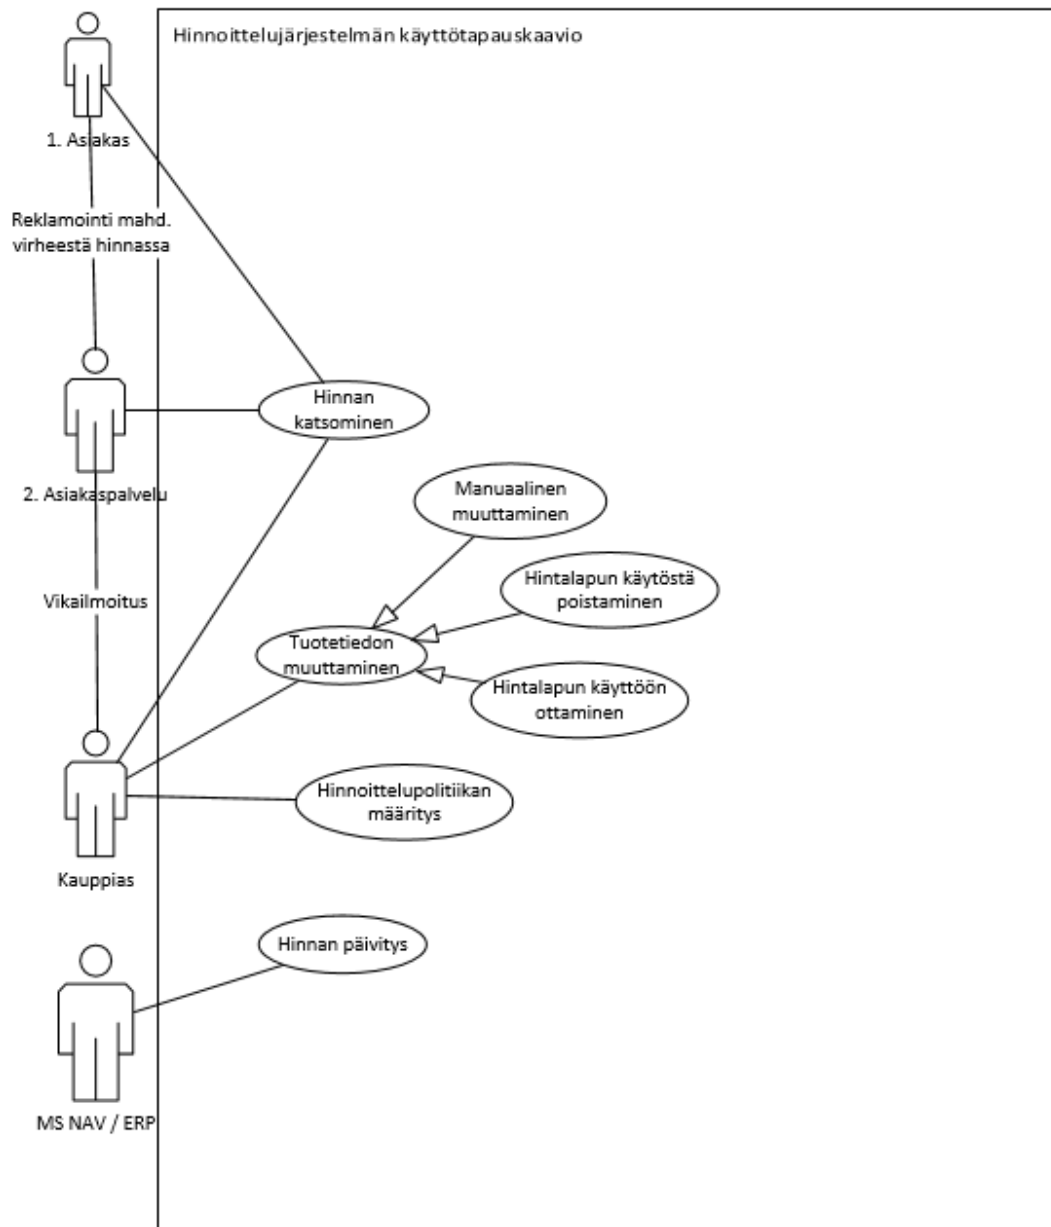 Hinnoittelujärjestelmän käyttötapauskaavio
1. Asiakas
Reklamointi mahd.
virheestä hinnassa
Hinnan
katsominen
2. Asiakaspalvelu
Manuaalinen
muuttaminen
Hintalapun käytöstä
poistaminen
Vikailmoitus
Tuotetiedon
muuttaminen
Hintalapun käyttöön
ottaminen
Hinnoittelupolitiikan
määritys
Kauppias
Hinnan päivitys
MS NAV / ERP